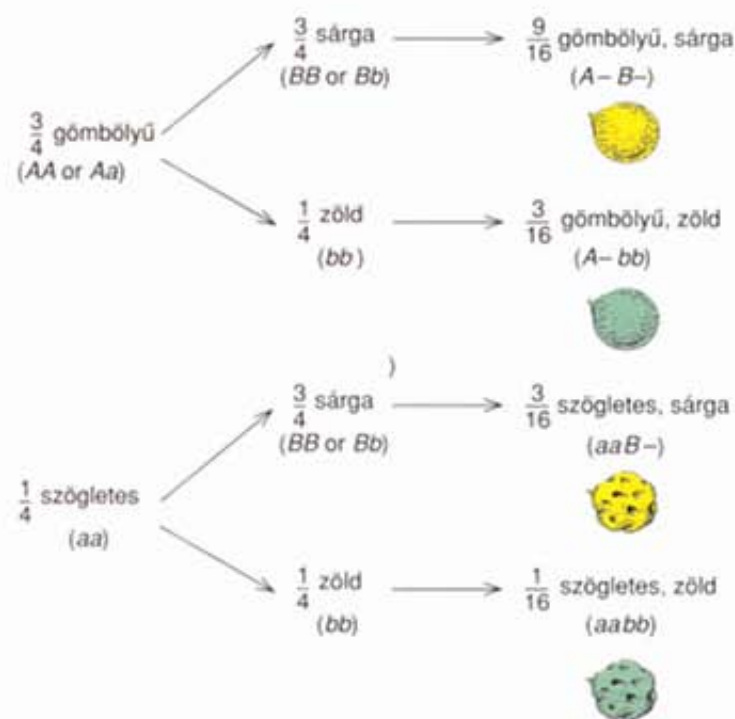 3/4 sárga
(BB or Bb)
9/16 gömbölyű, sárga
(A– B–)
3/4 gömbölyű
(AA or Aa)
1/4 zöld
(bb )
3/16 gömbölyű, zöld
(A– bb)
)
3/4 sárga
(BB or Bb)
3/16 szögletes, sárga
(aaB–)
1/4 szögletes
(aa)
1/4 zöld
(bb)
1/16 szögletes, zöld
(aabb)